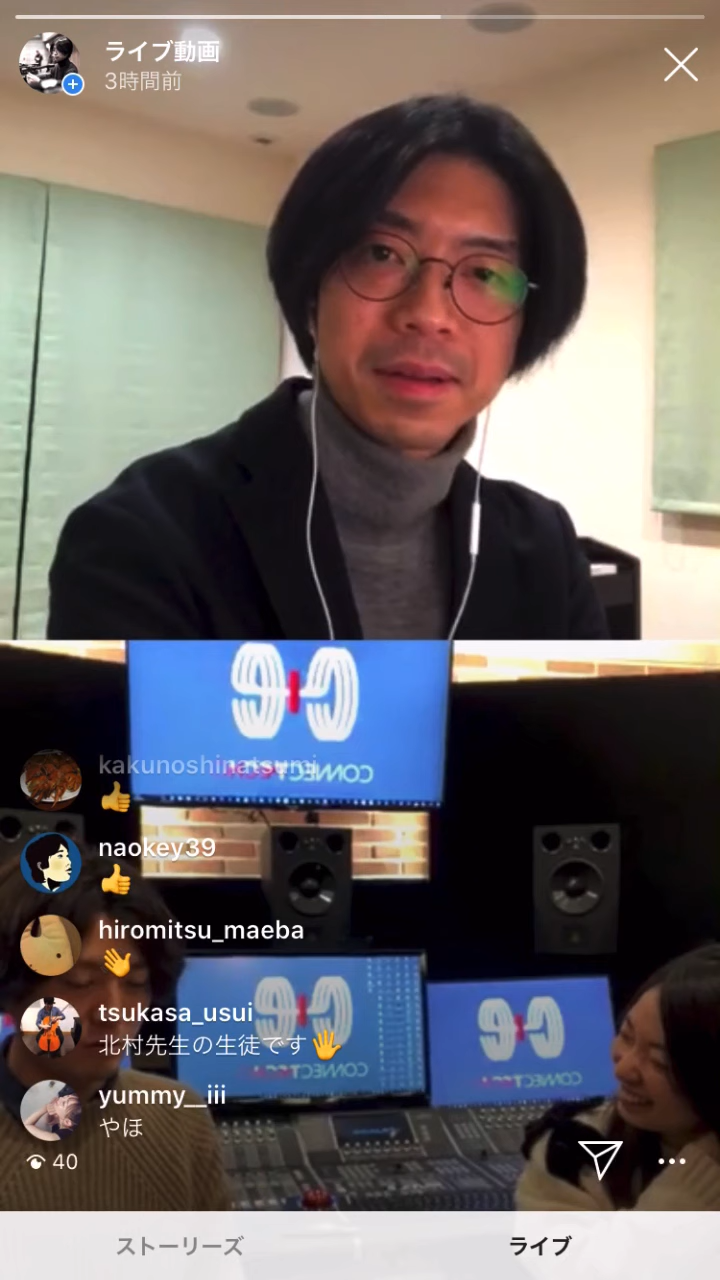 ライブ動画
3時間前
kakunoshinatsumi
👍
naokey39
👍
hiromitsu_maeba
👋
tsukasa_usui
北村先生の生徒です🖐
yummy__iii
やほ
40
ストーリーズ
ライブ